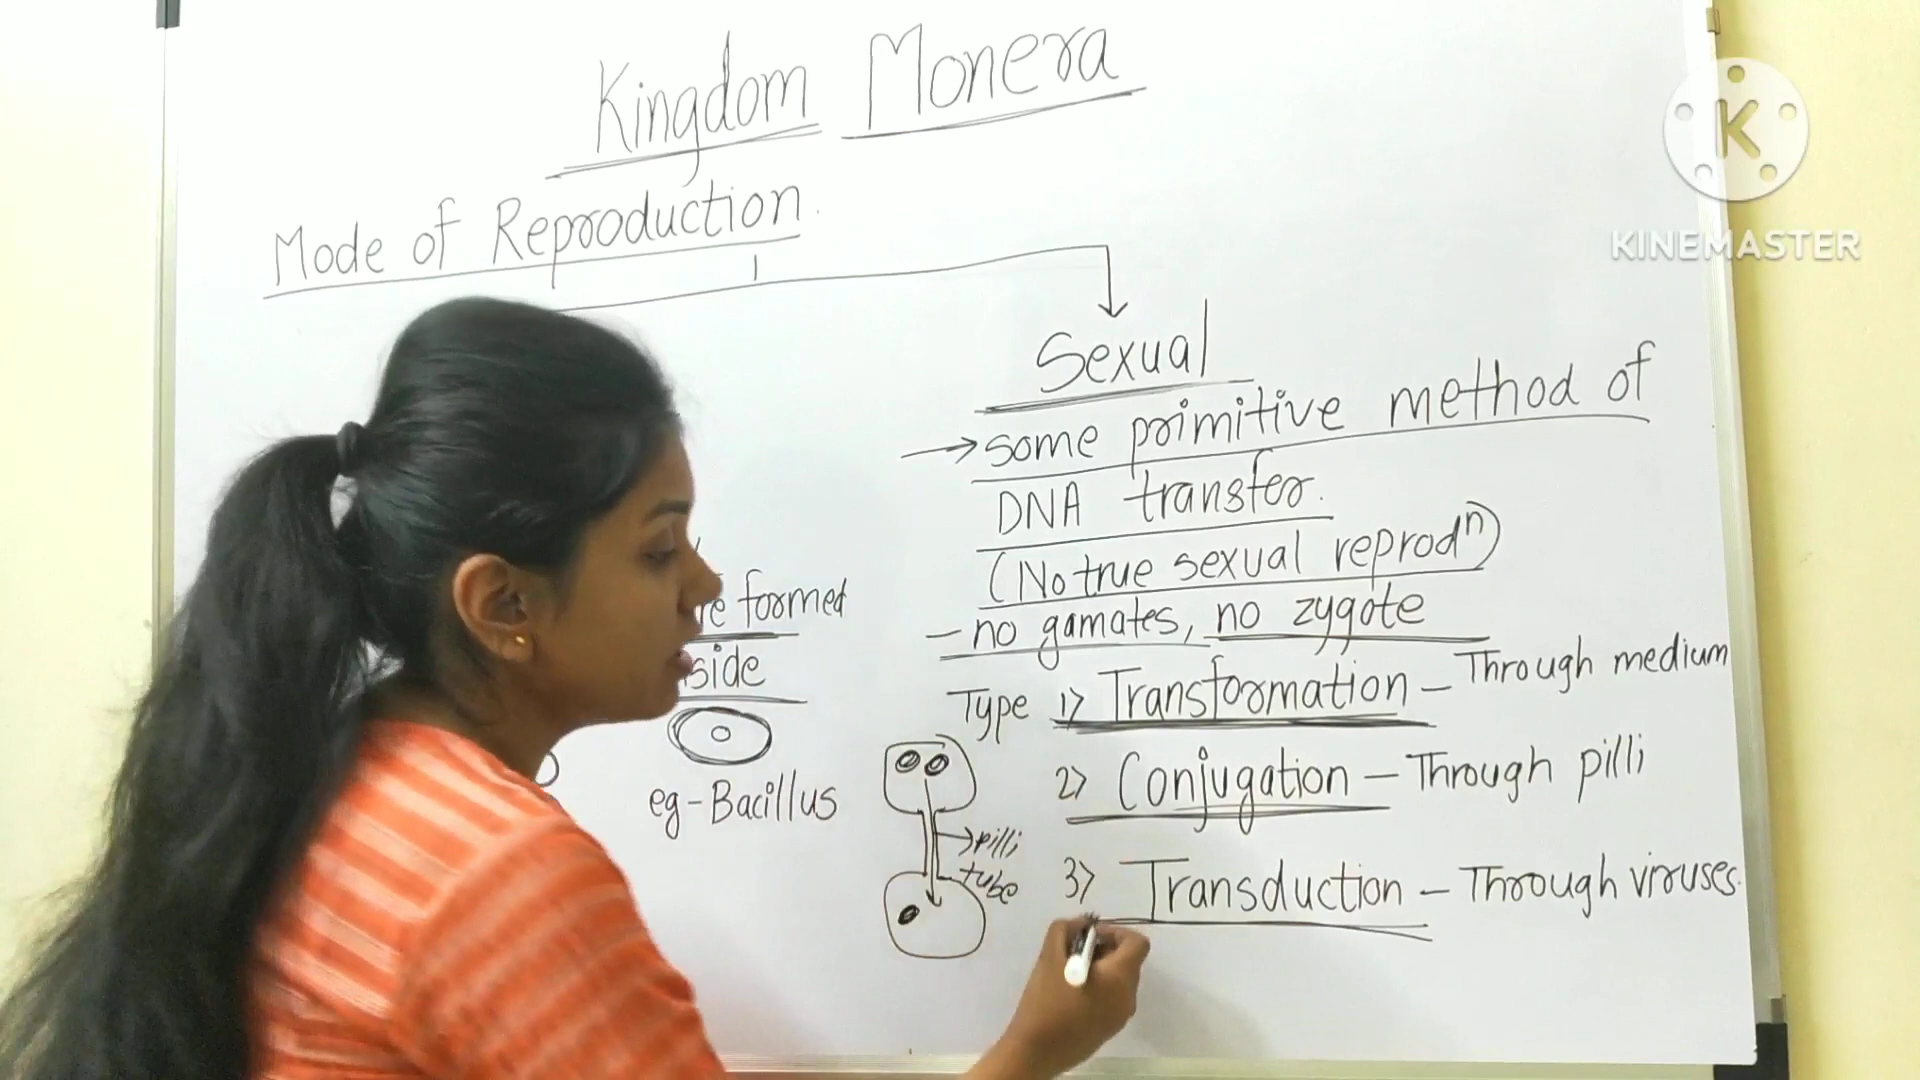 Kingdom Monera
Mode of Reproduction.
Sexual
→ some primitive method of
DNA transfer.
(No true sexual reprodⁿ)
- no gamates, no zygote
Type 1) Transformation - Through medium
2) Conjugation - Through pilli
3) Transduction - Through viruses.
pilli
tube
formed
side
eg - Bacillus
K
KINEMASTER